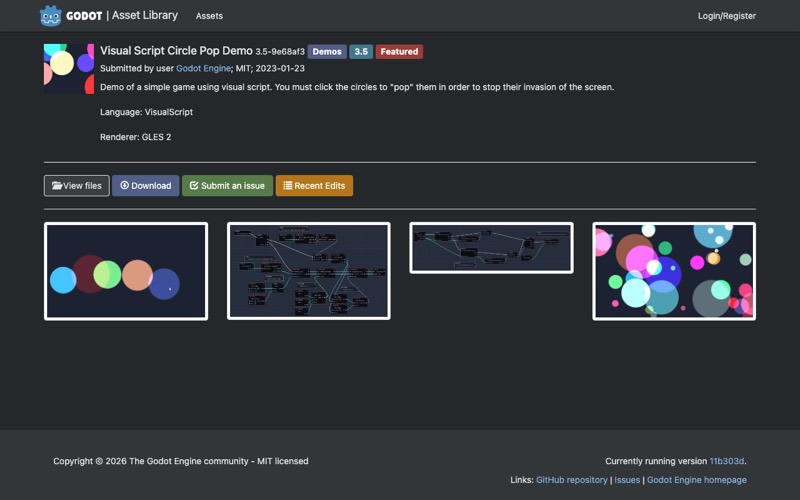 GODOT | Asset Library Assets Login/Register
Visual Script Circle Pop Demo 3.5-9e68af3 Demos 3.5 Featured
Submitted by user Godot Engine; MIT; 2023-01-23
Demo of a simple game using visual script. You must click the circles to "pop" them in order to stop their invasion of the screen.
Language: VisualScript
Renderer: GLES 2
View files Download Submit an issue Recent Edits
Copyright © 2026 The Godot Engine community - MIT licensed
Currently running version 11b303d.
Links: GitHub repository | Issues | Godot Engine homepage